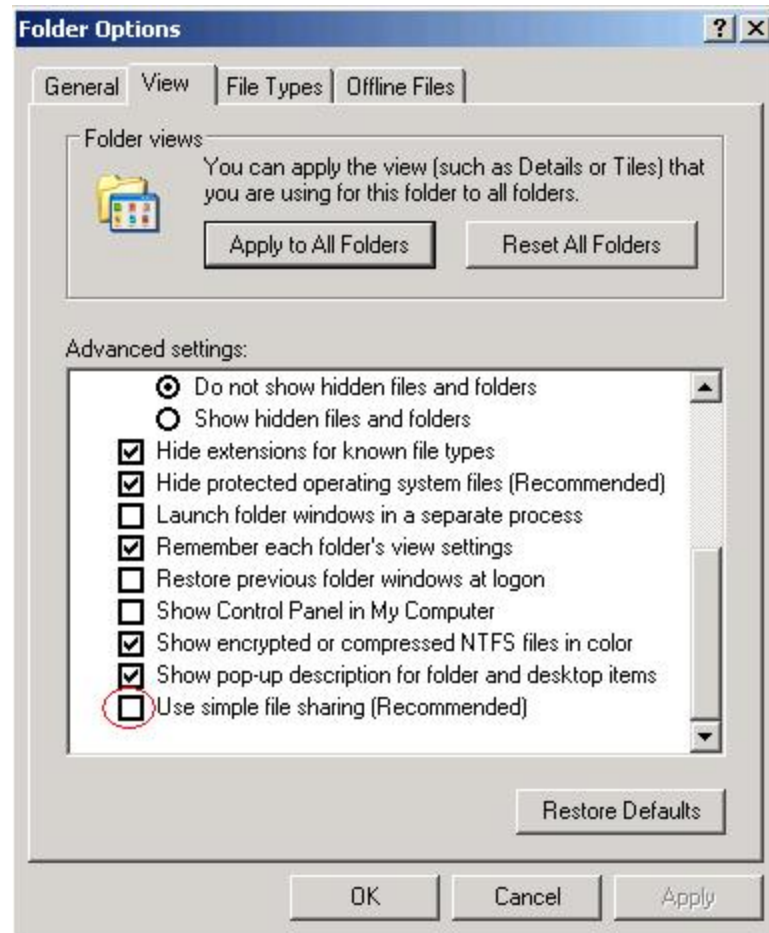 Folder Options
General View File Types Offline Files
Folder views
You can apply the view (such as Details or Tiles) that
you are using for this folder to all folders.
Apply to All Folders Reset All Folders
Advanced settings:
Do not show hidden files and folders
Show hidden files and folders
Hide extensions for known file types
Hide protected operating system files (Recommended)
Launch folder windows in a separate process
Remember each folder's view settings
Restore previous folder windows at logon
Show Control Panel in My Computer
Show encrypted or compressed NTFS files in color
Show pop-up description for folder and desktop items
Use simple file sharing (Recommended)
Restore Defaults
OK Cancel Apply